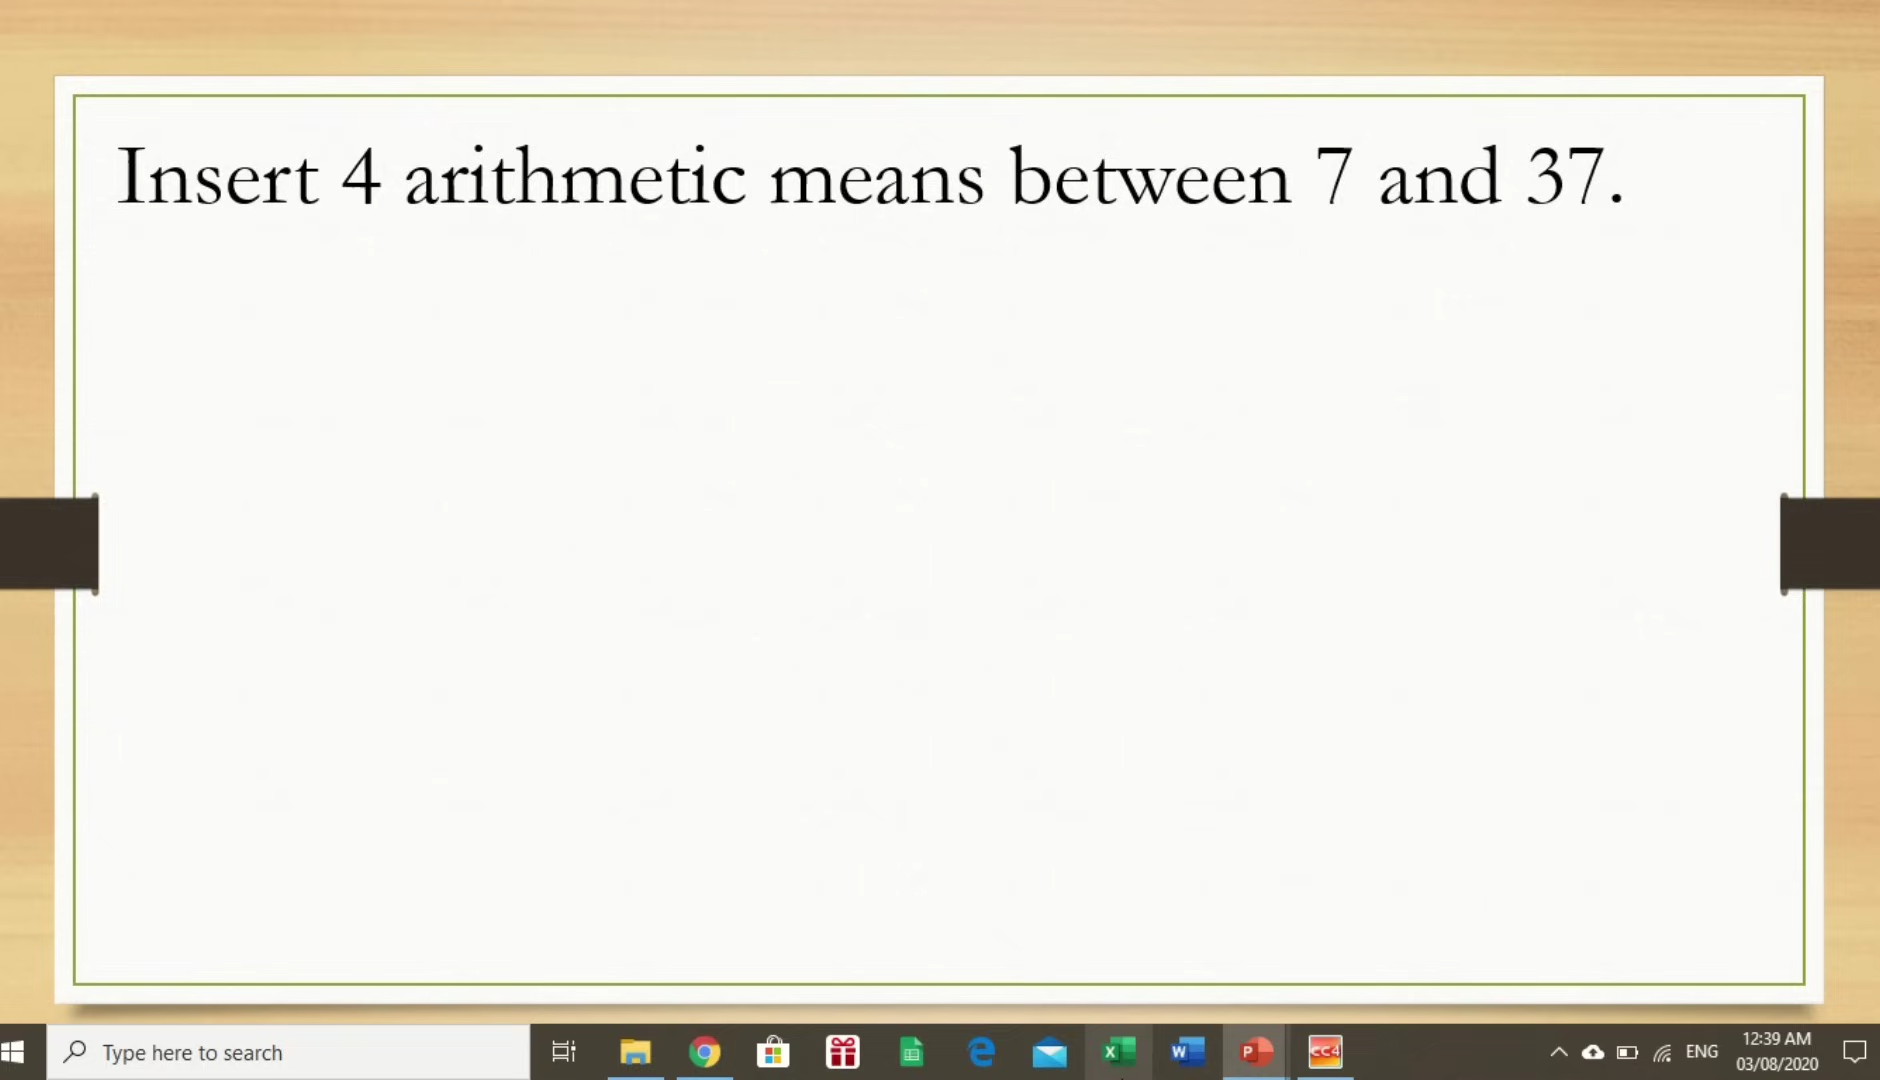 Insert 4 arithmetic means between 7 and 37.
Type here to search
X
W
P
CC4
ENG
12:39 AM
03/08/2020